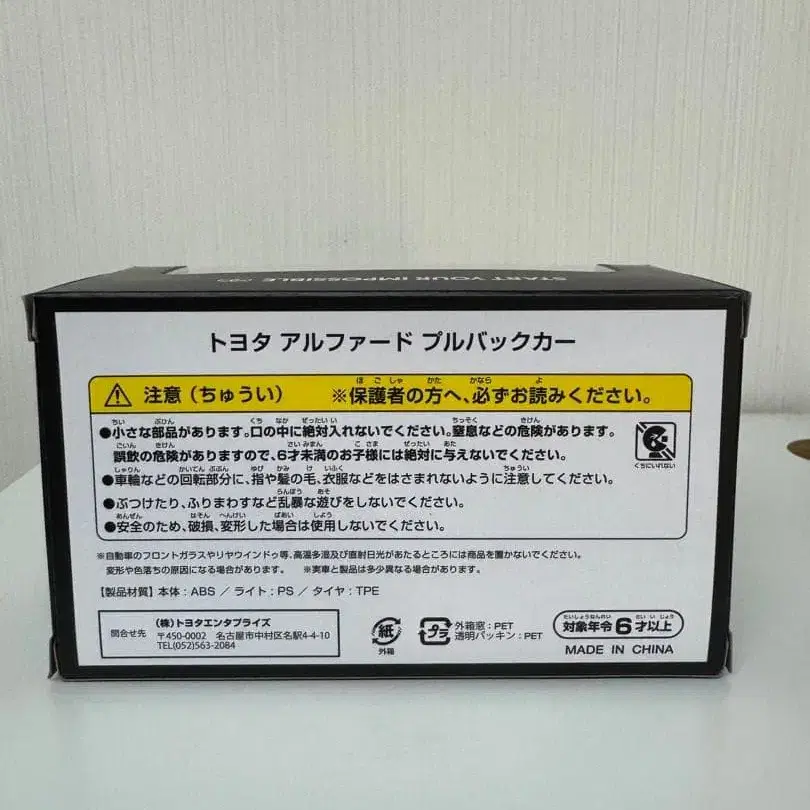 START YOUR IMPOSSIBLE
トヨタ アルファード プルバックカー
注意（ちゅうい） ※保護者の方へ、必ずお読みください。
●小さな部品があります。口の中に絶対入れないでください。窒息などの危険があります。
誤飲の危険がありますので、6才未満のお子様には絶対に与えないでください。
くちにいれない
●車輪などの回転部分に、指や髪の毛、衣服などをはさまれないように注意してください。
●ぶつけたり、ふりまわすなど乱暴な遊びをしないでください。
●安全のため、破損、変形した場合は使用しないでください。
※自動車のフロントガラスやリヤウインドゥ等、高温多湿及び直射日光があたるところには商品を置かないでください。
変形や色落ちの原因になる場合があります。 ※実車と製品は多少異なる場合があります。
【製品材質】本体：ABS ／ ライト：PS ／ タイヤ：TPE
問合せ先
（株）トヨタエンタプライズ
〒450-0002 名古屋市中村区名駅4-4-10
TEL(052)563-2084
紙
外箱
プラ
外箱窓：PET
透明パッキン：PET
対象年令6才以上
MADE IN CHINA